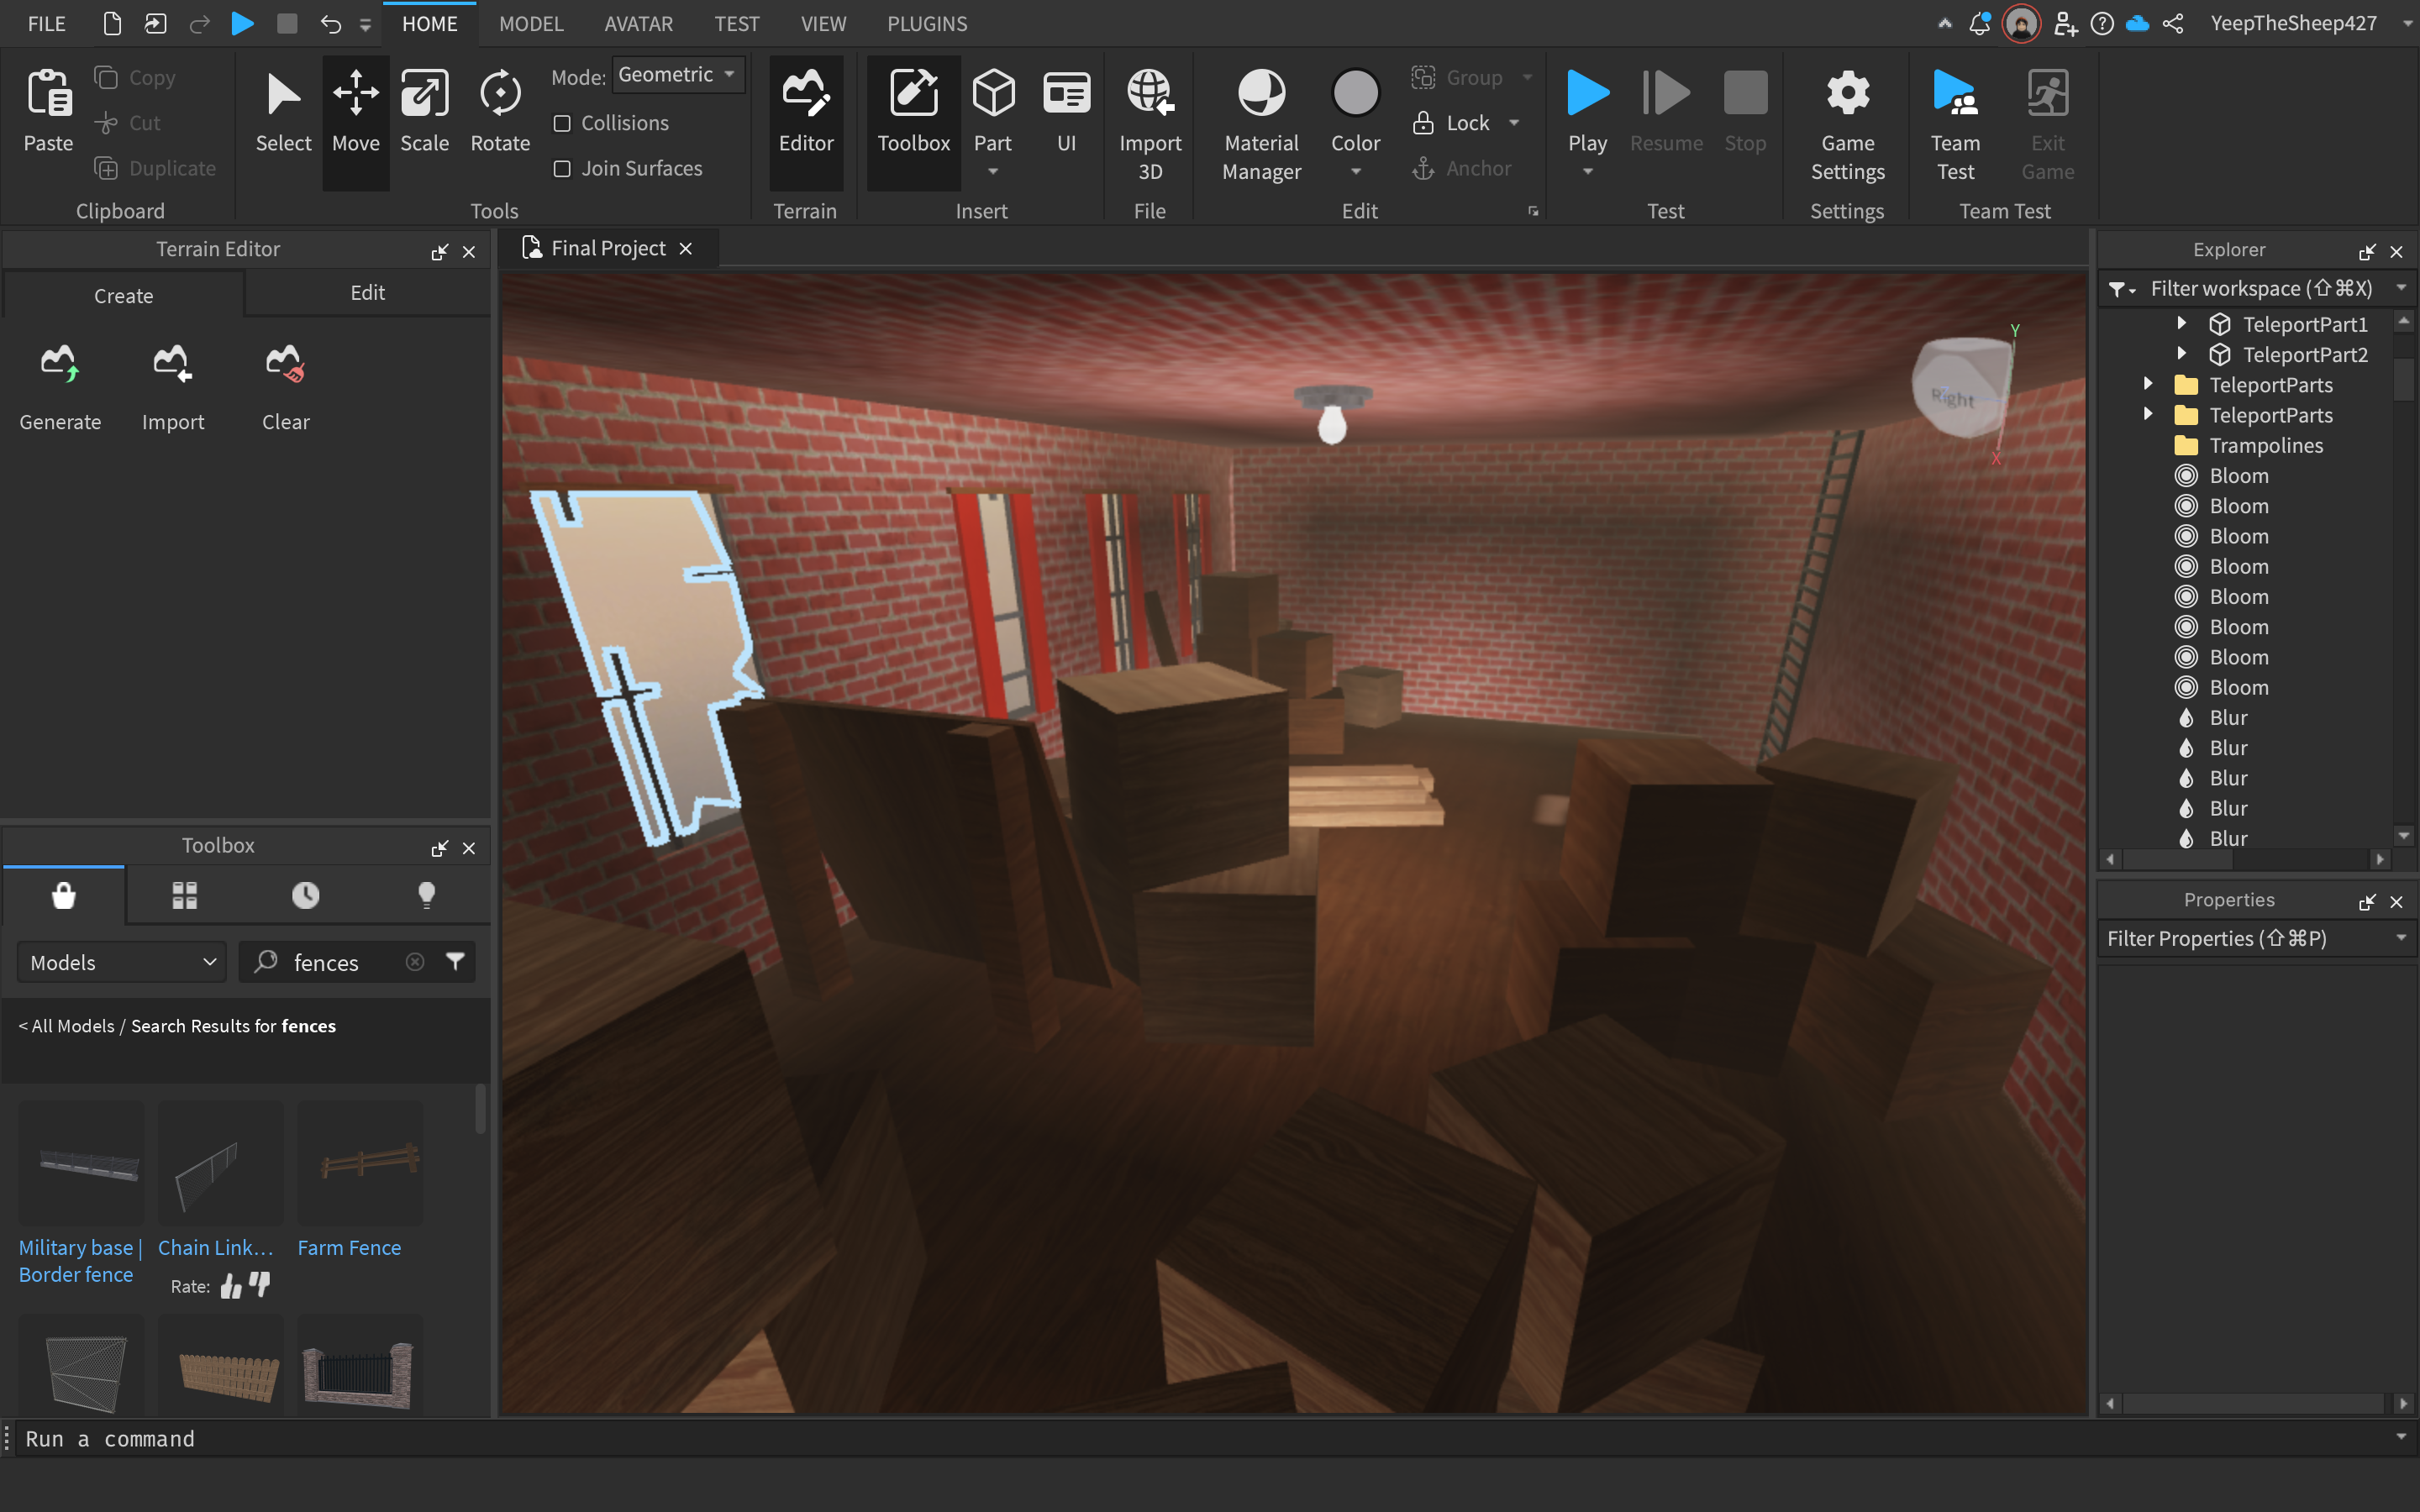 FILE
HOME
MODEL
AVATAR
TEST
VIEW
PLUGINS
YeepTheSheep427
Paste
Copy
Cut
Duplicate
Clipboard
Select
Move
Scale
Rotate
Mode: Geometric
Collisions
Join Surfaces
Tools
Editor
Terrain
Toolbox
Part
UI
Insert
Import
3D
File
Material
Manager
Color
Group
Lock
Anchor
Edit
Play
Resume
Stop
Test
Game
Settings
Settings
Team
Test
Exit
Game
Team Test
Terrain Editor
Create
Edit
Generate
Import
Clear
Toolbox
Models
fences
< All Models / Search Results for fences
Military base |
Border fence
Chain Link...
Rate:
Farm Fence
Final Project
Right
Y
X
Explorer
Filter workspace (⇧⌘X)
TeleportPart1
TeleportPart2
TeleportParts
TeleportParts
Trampolines
Bloom
Bloom
Bloom
Bloom
Bloom
Bloom
Bloom
Bloom
Blur
Blur
Blur
Blur
Blur
Properties
Filter Properties (⇧⌘P)
Run a command